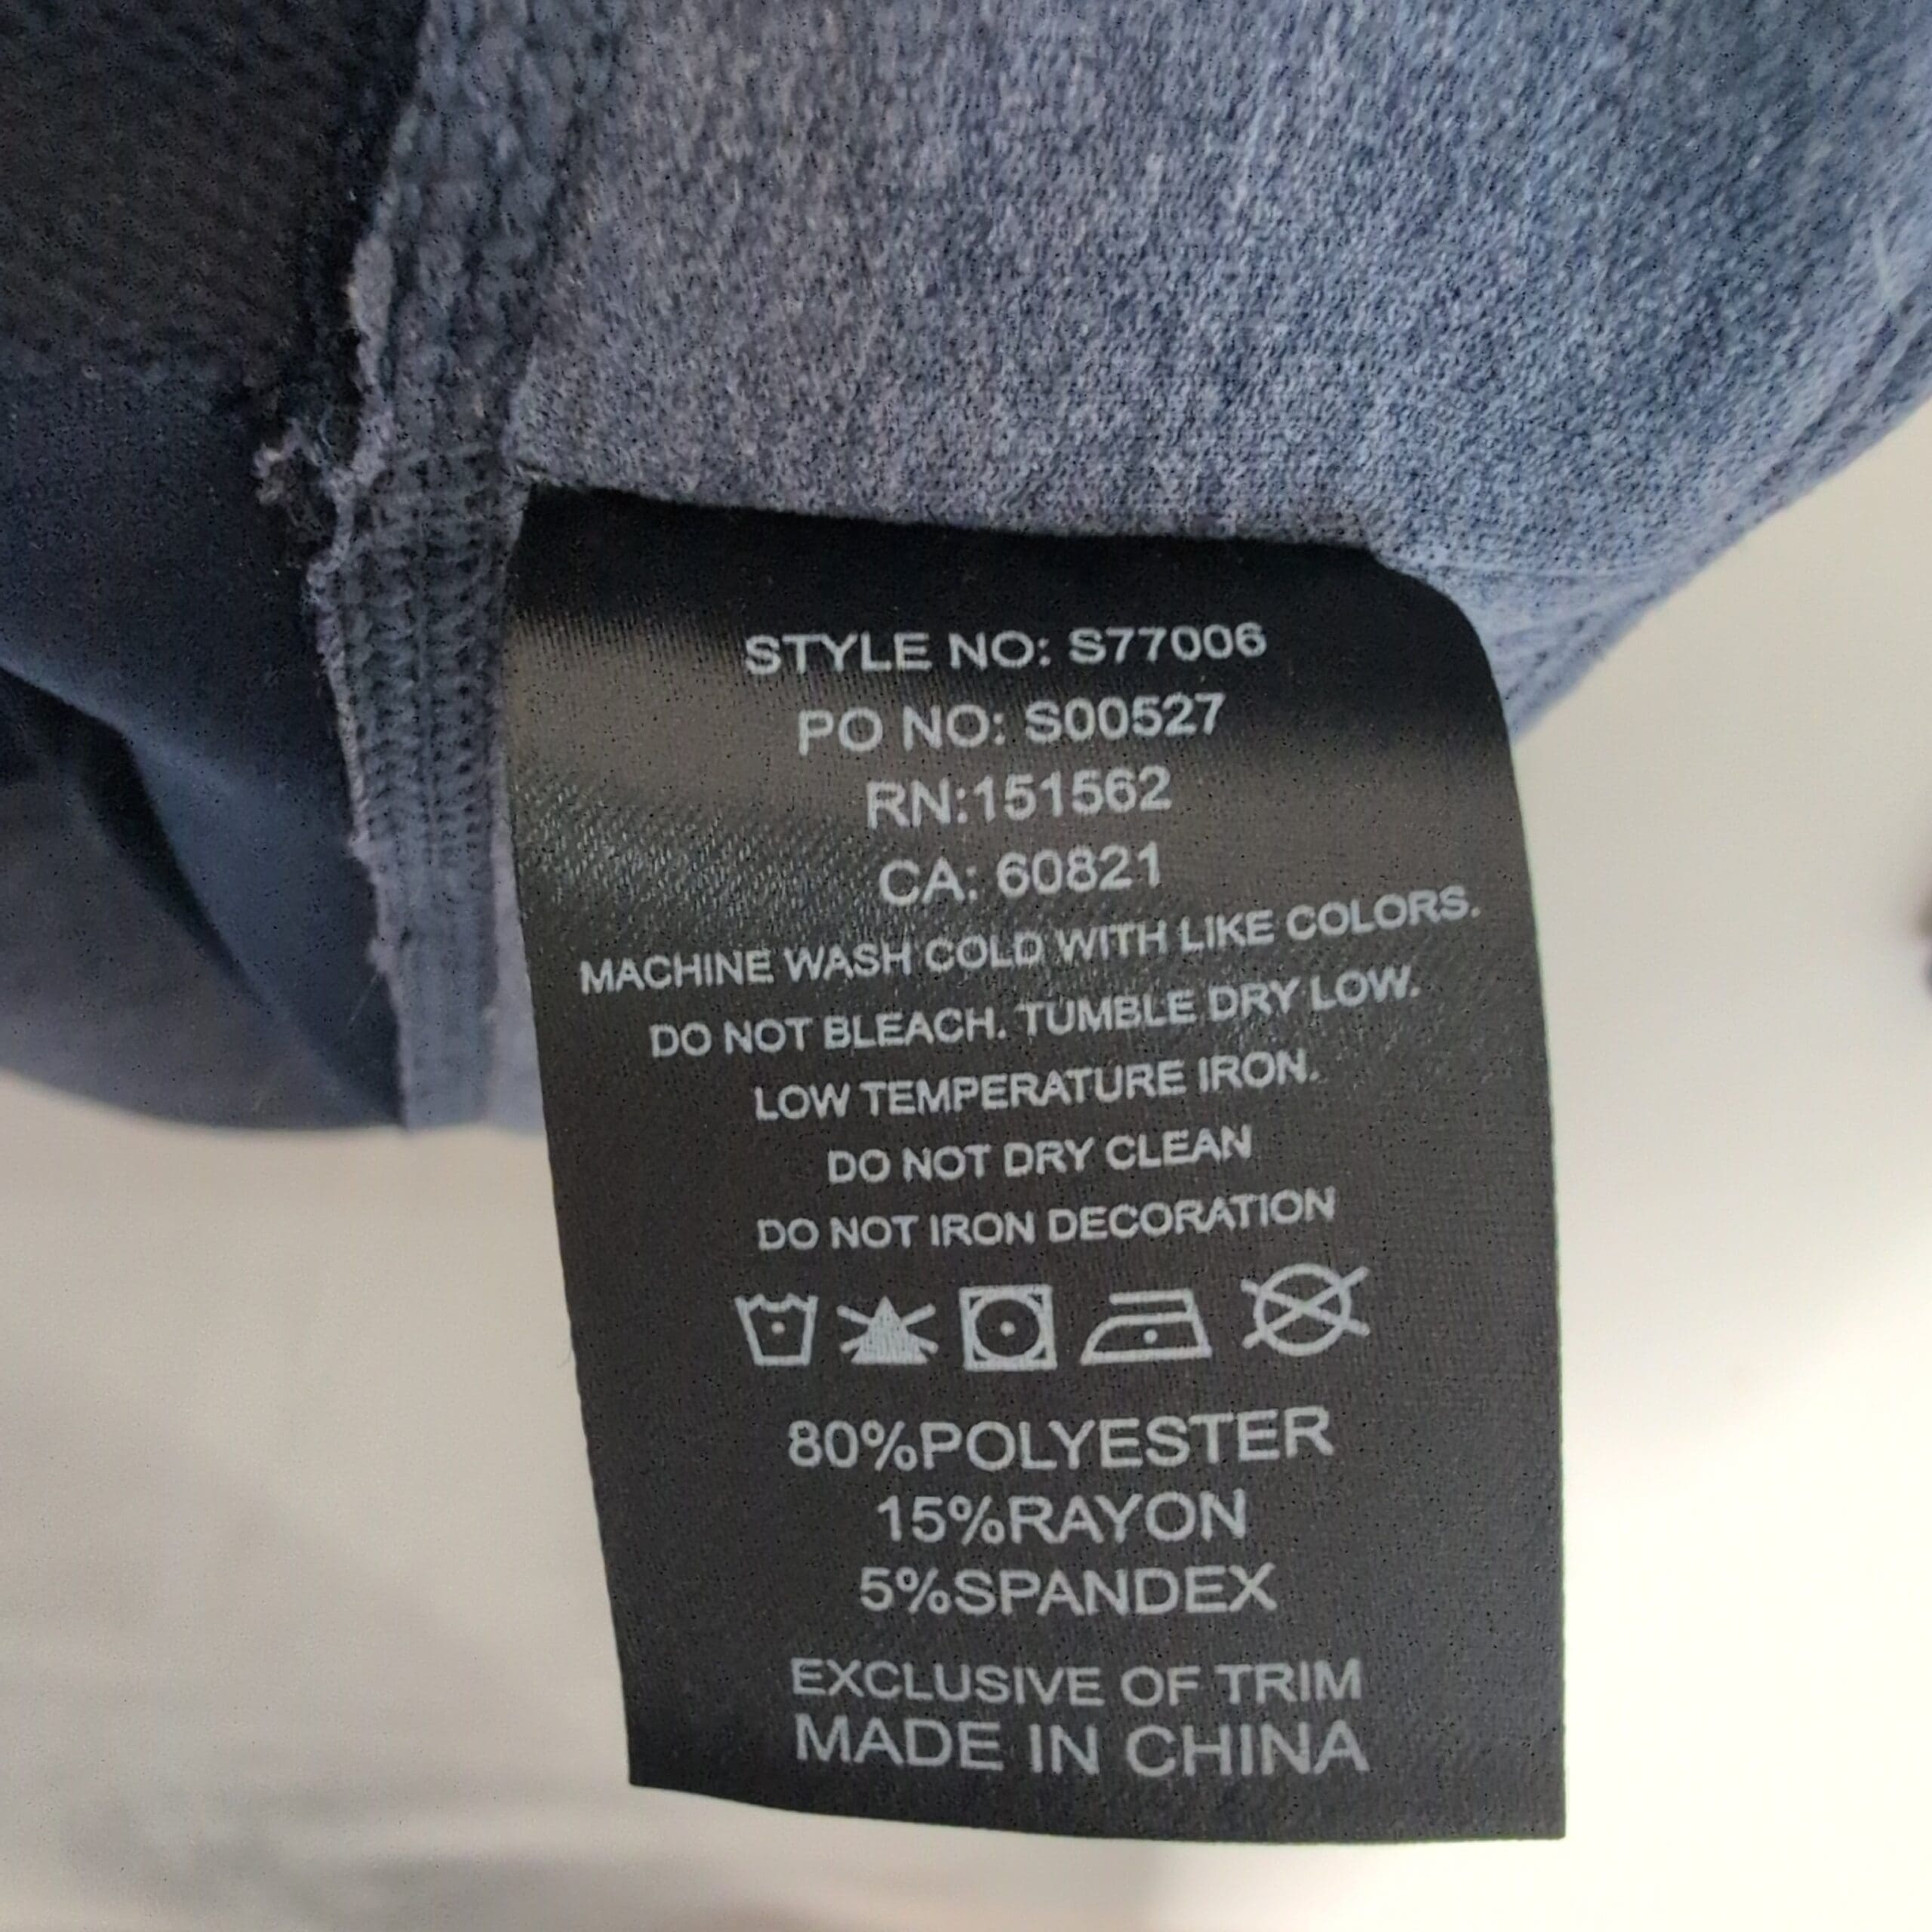 STYLE NO: S77006
PO NO: S00527
RN:151562
CA: 60821
MACHINE WASH COLD WITH LIKE COLORS.
DO NOT BLEACH. TUMBLE DRY LOW.
LOW TEMPERATURE IRON.
DO NOT DRY CLEAN
DO NOT IRON DECORATION
80%POLYESTER
15%RAYON
5%SPANDEX
EXCLUSIVE OF TRIM
MADE IN CHINA